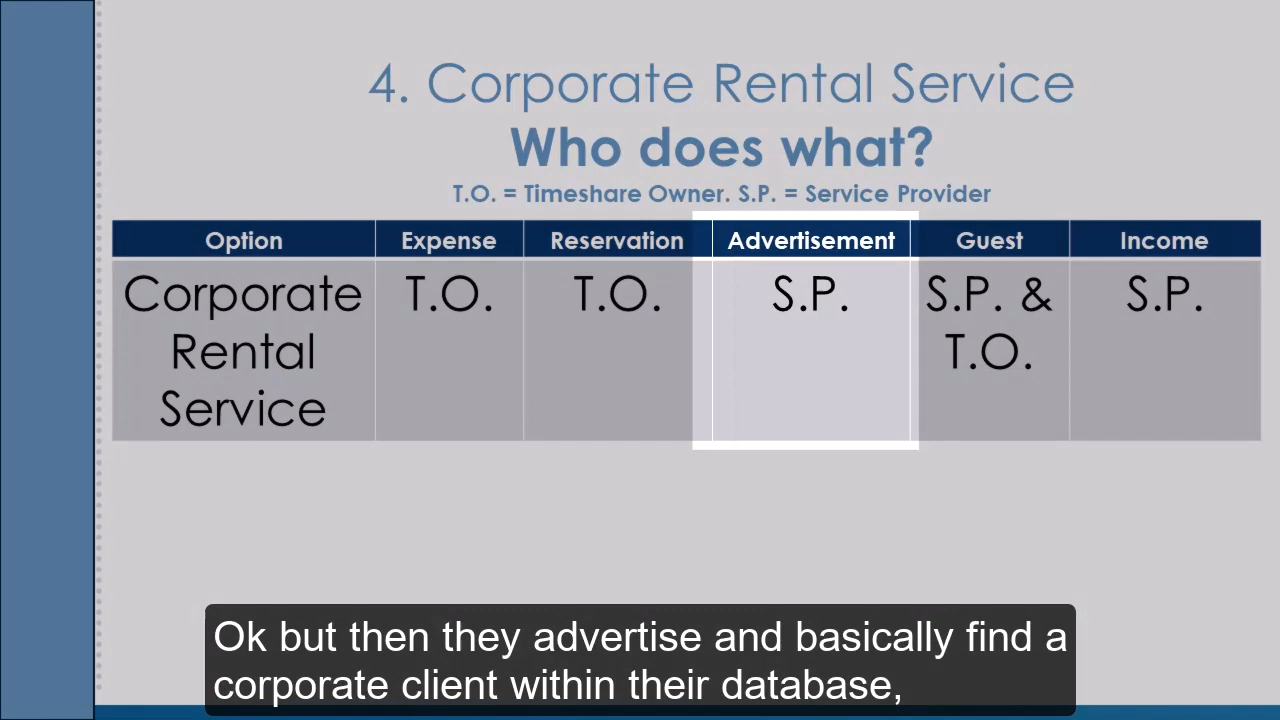 4. Corporate Rental Service
Who does what?
T.O. = Timeshare Owner. S.P. = Service Provider
Option Expense Reservation Advertisement Guest Income
Corporate T.O. T.O. S.P. S.P. & S.P.
Rental T.O.
Service
Ok but then they advertise and basically find a
corporate client within their database,